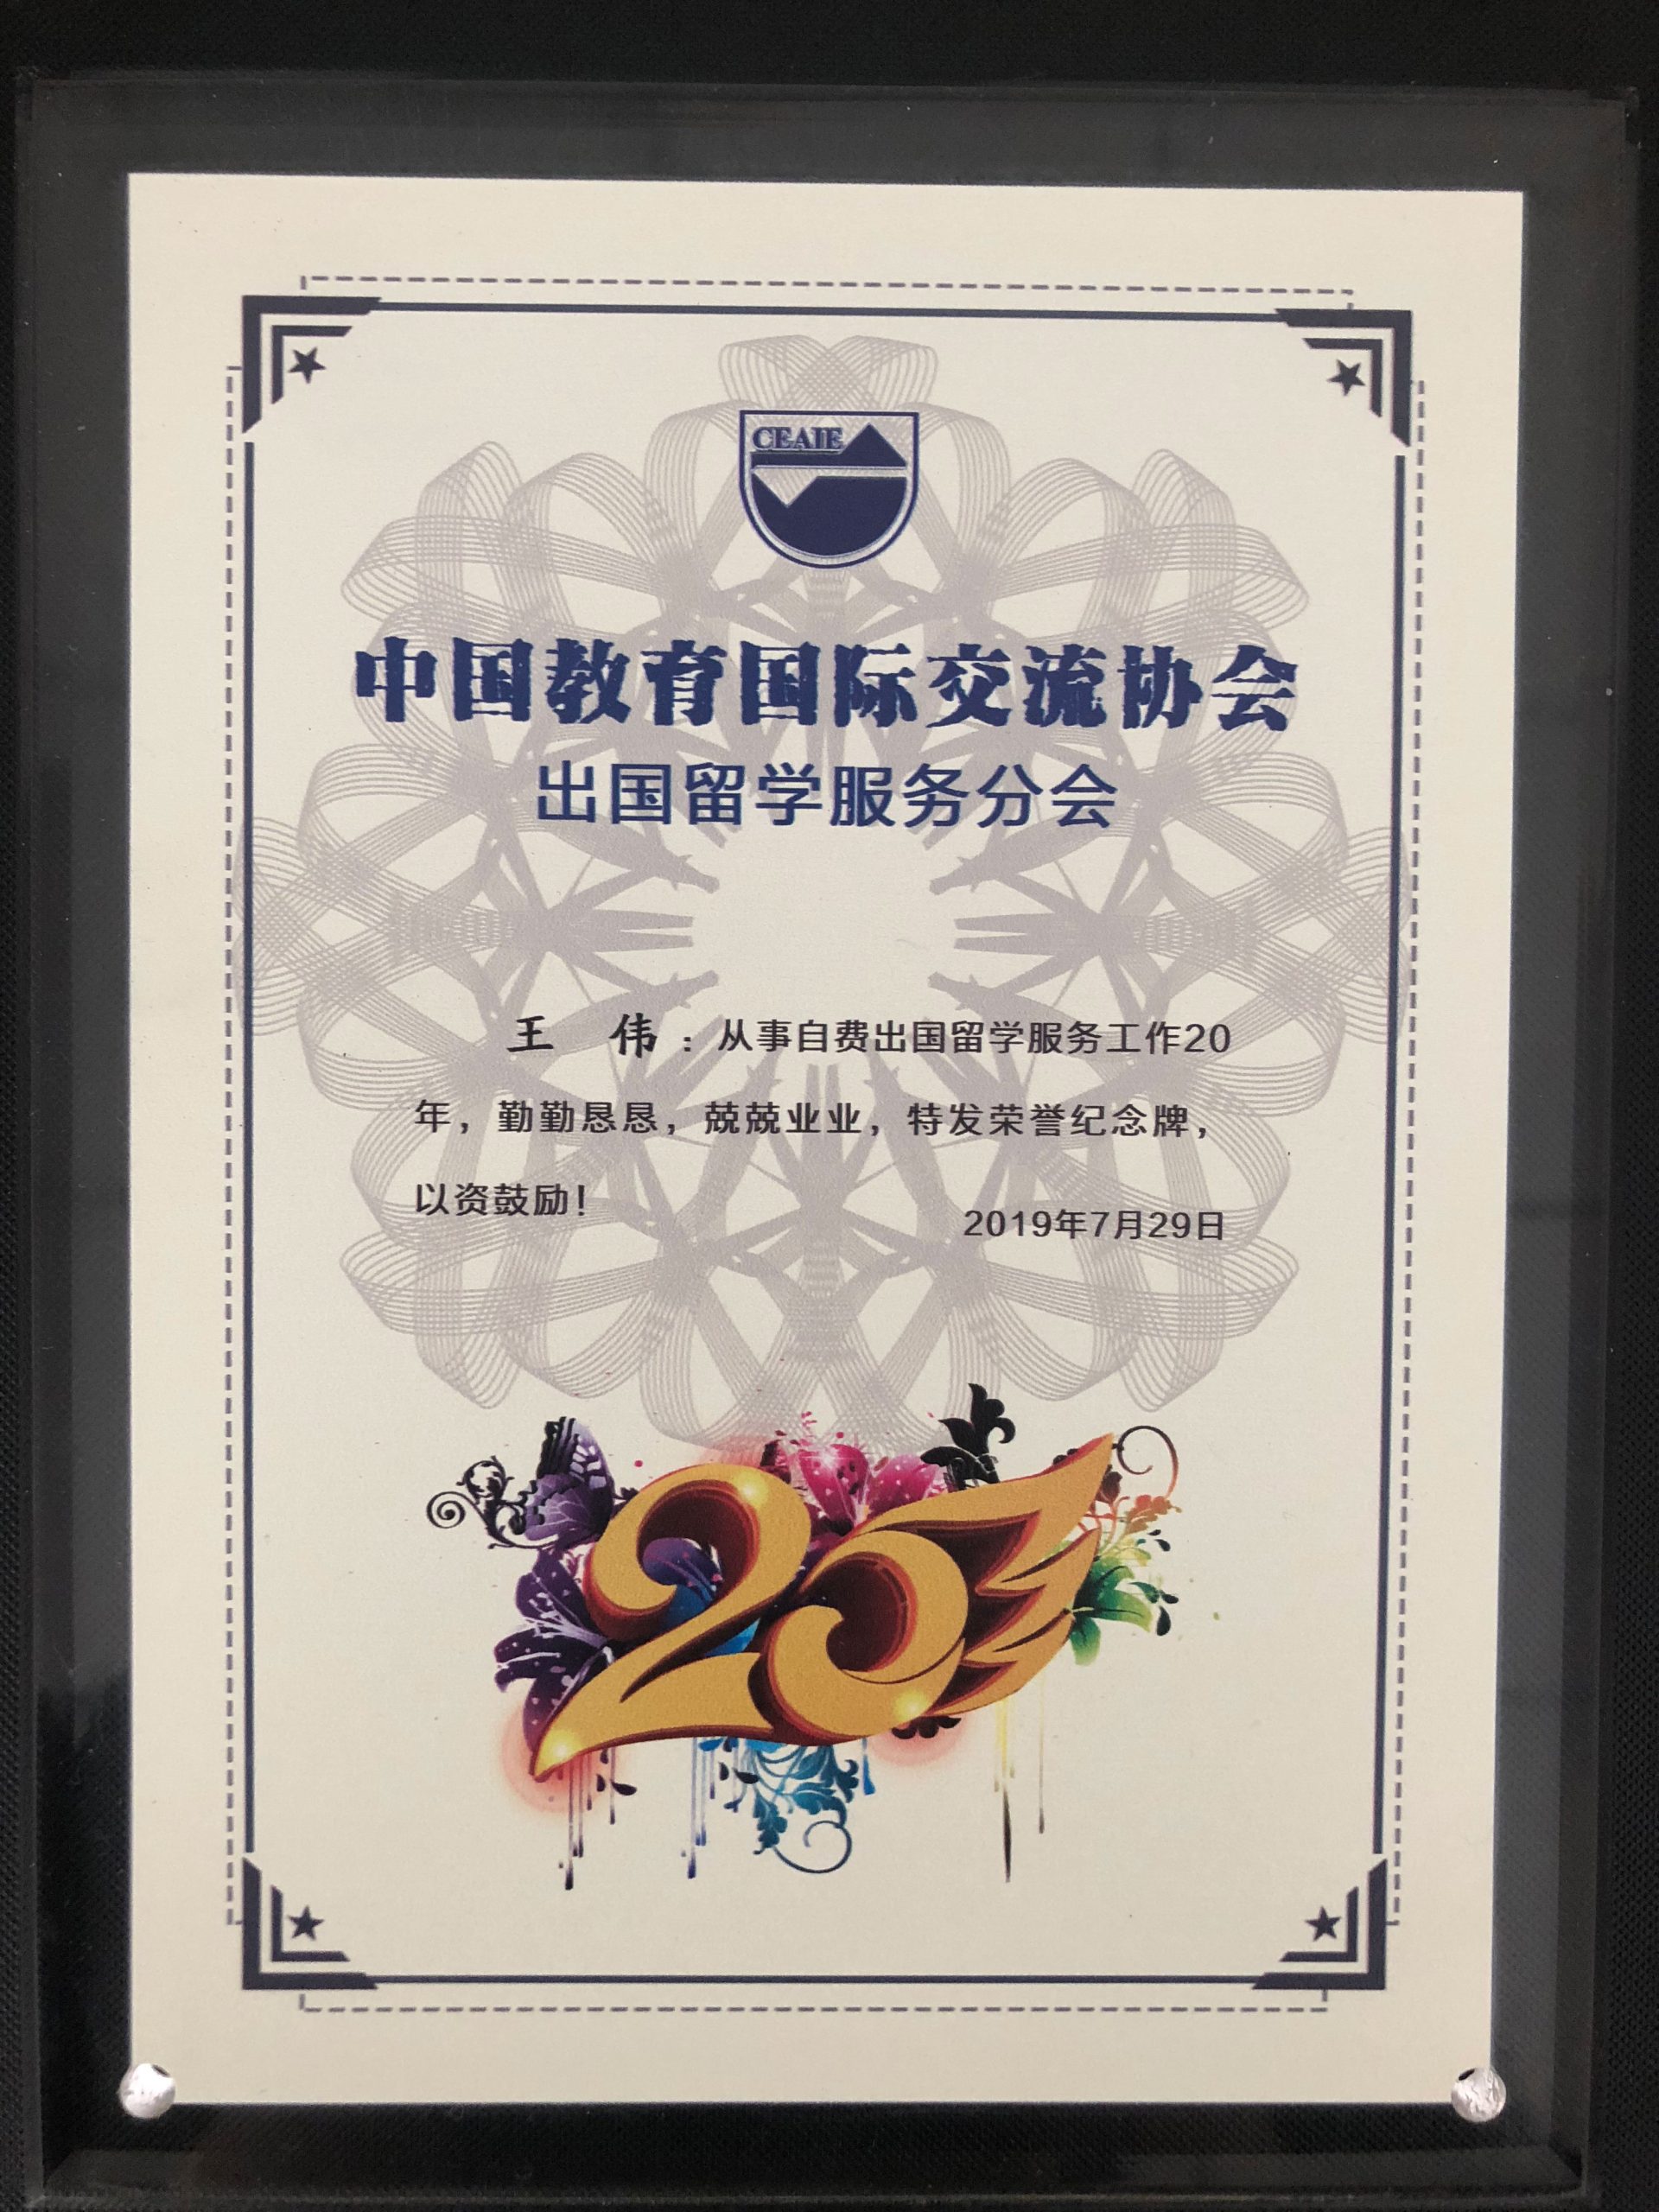 CEAIE
中国教育国际交流协会
出国留学服务分会
王 伟：从事自费出国留学服务工作20
年，勤勤恳恳，兢兢业业，特发荣誉纪念牌，
以资鼓励！
2019年7月29日
20